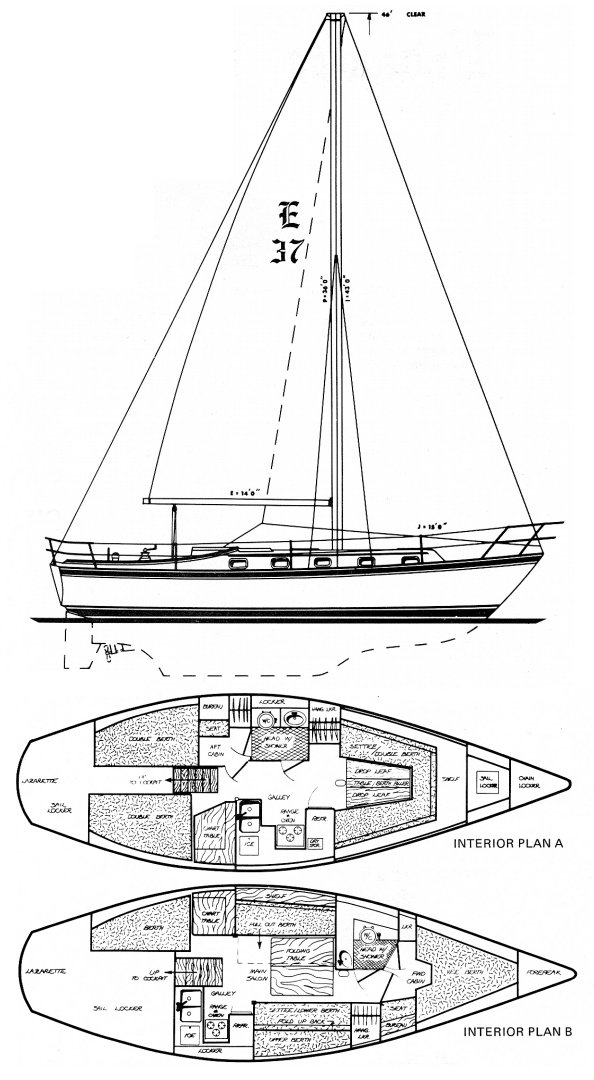 46' CLEAR
E
37
P=36'0"
I=42'0"
E = 14'0"
J = 15'0"
BUREAU
LOCKER
HANG LKR
SEAT
WC
DOUBLE BERTH
AFT
CABIN
HEAD W/
SHOWER
SETTEE/
DOUBLE BERTH
DROP LEAF
TABLE/BERTH FILLER
DROP LEAF
SHELF
SAIL
LOCKER
CHAIN
LOCKER
LAZARETTE
UP
TO COCKPIT
SAIL
LOCKER
DOUBLE BERTH
GALLEY
CHART
TABLE
RANGE
& OVEN
REFR
ICE
DRY
STOR
INTERIOR PLAN A
CHART
TABLE
SHELF
PULL OUT BERTH
BERTH
WC
LKR
HEAD W/
SHOWER
FOLDING
TABLE
LAZARETTE
UP
TO COCKPIT
MAIN
SALON
FWD
CABIN
VEE BERTH
FOREPEAK
SAIL LOCKER
GALLEY
RANGE
& OVEN
REFR
ICE
LOCKER
SETTEE/LOWER BERTH
FOLD UP BACK
UPPER BERTH
HANG
LKR
SEAT
BUREAU
INTERIOR PLAN B